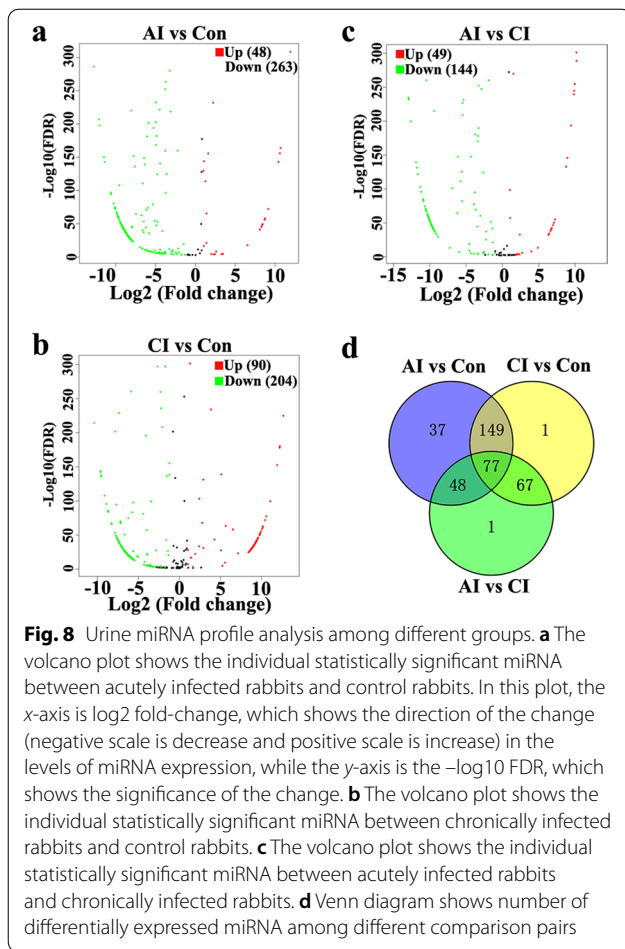 a
AI vs Con
Up (48)
Down (263)
-Log10(FDR)
0 50 100 150 200 250 300
-10 -5 0 5 10
Log2 (Fold change)
c
AI vs CI
Up (49)
Down (144)
-Log10(FDR)
0 50 100 150 200 250 300
-15 -10 -5 0 5 10
Log2 (Fold change)
b
CI vs Con
Up (90)
Down (204)
-Log10(FDR)
0 50 100 150 200 250 300
-10 -5 0 5 10
Log2 (Fold change)
d
AI vs Con CI vs Con
37 149 1
77
48 67
1
AI vs CI
Fig. 8 Urine miRNA profile analysis among different groups. a The
volcano plot shows the individual statistically significant miRNA
between acutely infected rabbits and control rabbits. In this plot, the
x-axis is log2 fold-change, which shows the direction of the change
(negative scale is decrease and positive scale is increase) in the
levels of miRNA expression, while the y-axis is the –log10 FDR, which
shows the significance of the change. b The volcano plot shows the
individual statistically significant miRNA between chronically infected
rabbits and control rabbits. c The volcano plot shows the individual
statistically significant miRNA between acutely infected rabbits
and chronically infected rabbits. d Venn diagram shows number of
differentially expressed miRNA among different comparison pairs